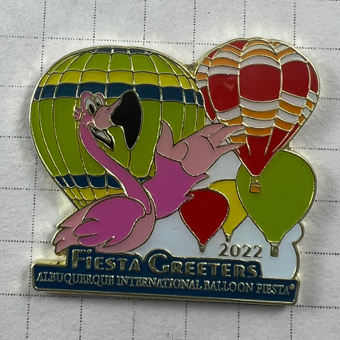 2022
FIESTA GREETERS
ALBUQUERQUE INTERNATIONAL BALLOON FIESTA®